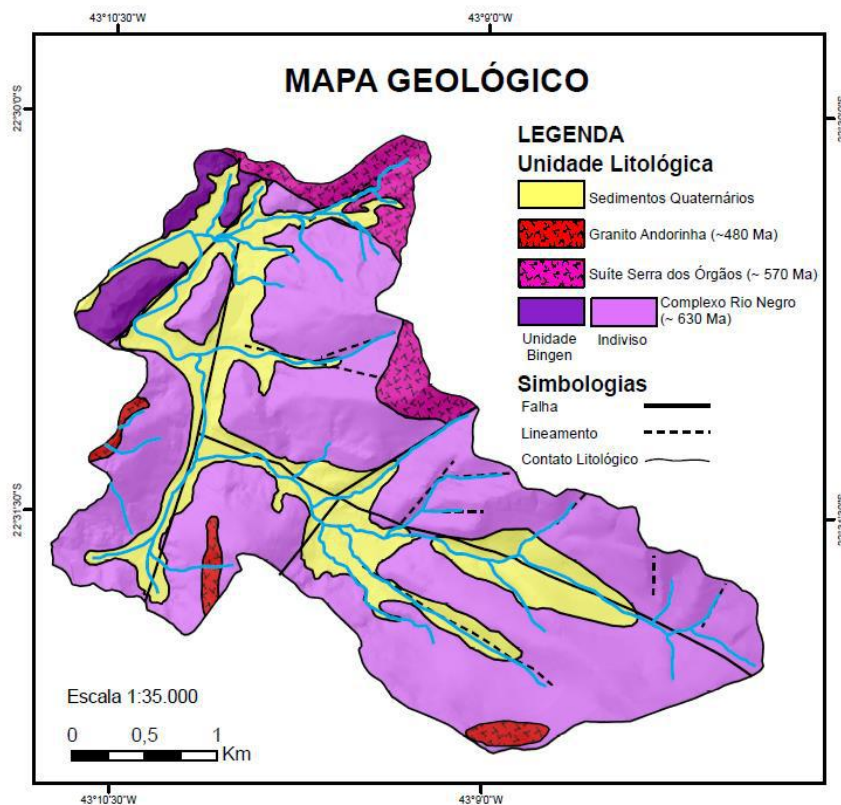 43°10'30"W
43°9'0"W
MAPA GEOLÓGICO
22°30'0"S
LEGENDA
Unidade Litológica
Sedimentos Quaternários
Granito Andorinha (~480 Ma)
Suíte Serra dos Órgãos (~ 570 Ma)
Complexo Rio Negro
(~ 630 Ma)
Unidade
Bingen
Indiviso
Simbologias
Falha
Lineamento
Contato Litológico
22°31'30"S
Escala 1:35.000
0 0,5 1
Km
43°10'30"W
43°9'0"W